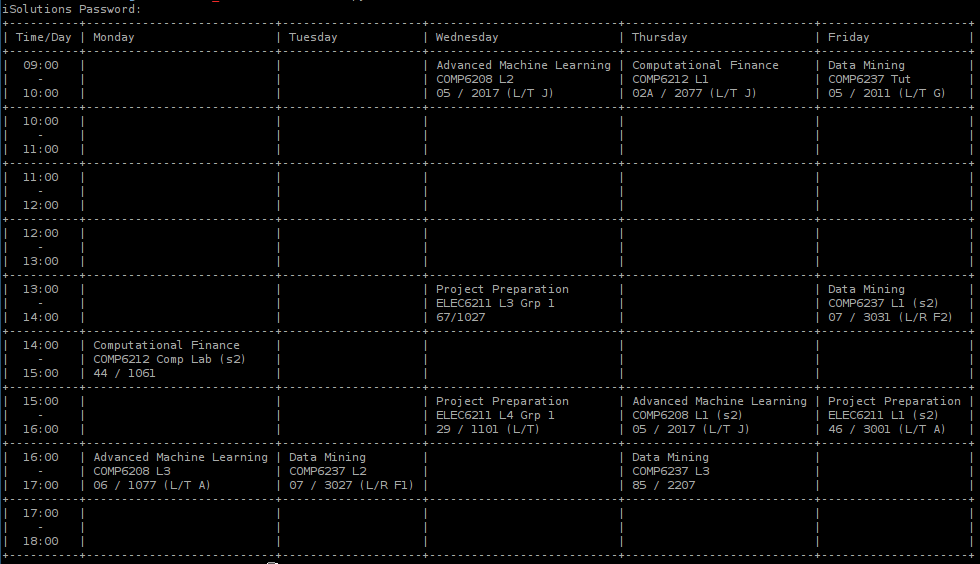 iSolutions Password:
| Time/Day | Monday | Tuesday | Wednesday | Thursday | Friday |
| 09:00 | | | Advanced Machine Learning | Computational Finance | Data Mining |
| - | | | COMP6208 L2 | COMP6212 L1 | COMP6237 Tut |
| 10:00 | | | 05 / 2017 (L/T J) | 02A / 2077 (L/T J) | 05 / 2011 (L/T G) |
| 10:00 | | | | | |
| - | | | | | |
| 11:00 | | | | | |
| 11:00 | | | | | |
| - | | | | | |
| 12:00 | | | | | |
| 12:00 | | | | | |
| - | | | | | |
| 13:00 | | | | | |
| 13:00 | | | Project Preparation | | Data Mining |
| - | | | ELEC6211 L3 Grp 1 | | COMP6237 L1 (s2) |
| 14:00 | | | 67/1027 | | 07 / 3031 (L/R F2) |
| 14:00 | Computational Finance | | | | |
| - | COMP6212 Comp Lab (s2) | | | | |
| 15:00 | 44 / 1061 | | | | |
| 15:00 | | | Project Preparation | Advanced Machine Learning | Project Preparation |
| - | | | ELEC6211 L4 Grp 1 | COMP6208 L1 (s2) | ELEC6211 L1 (s2) |
| 16:00 | | | 29 / 1101 (L/T) | 05 / 2017 (L/T J) | 46 / 3001 (L/T A) |
| 16:00 | Advanced Machine Learning | Data Mining | | Data Mining | |
| - | COMP6208 L3 | COMP6237 L2 | | COMP6237 L3 | |
| 17:00 | 06 / 1077 (L/T A) | 07 / 3027 (L/R F1) | | 85 / 2207 | |
| 17:00 | | | | | |
| - | | | | | |
| 18:00 | | | | | |